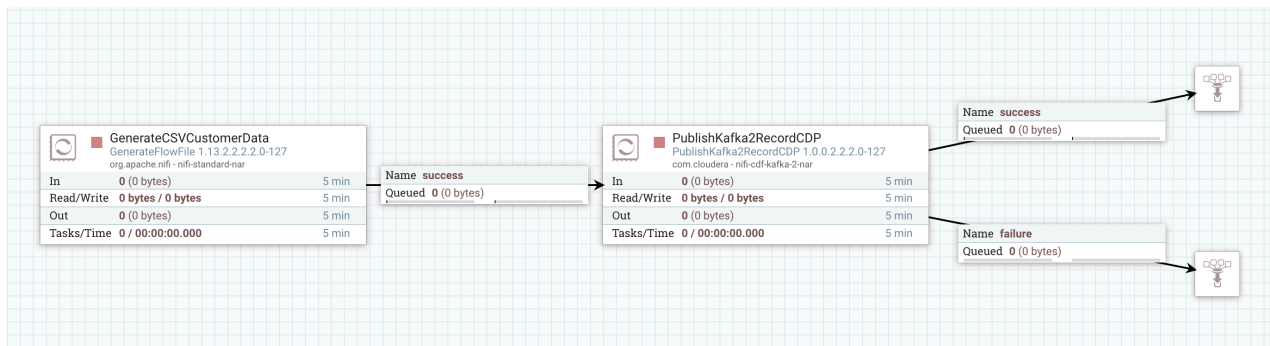 GenerateCSVCustomerData
GenerateFlowFile 1.13.2.2.2.2.0-127
org.apache.nifi - nifi-standard-nar
In 0 (0 bytes) 5 min
Read/Write 0 bytes / 0 bytes 5 min
Out 0 (0 bytes) 5 min
Tasks/Time 0 / 00:00:00.000 5 min
Name success
Queued 0 (0 bytes)
PublishKafka2RecordCDP
PublishKafka2RecordCDP 1.0.0.2.2.2.0-127
com.cloudera - nifi-cdf-kafka-2-nar
In 0 (0 bytes) 5 min
Read/Write 0 bytes / 0 bytes 5 min
Out 0 (0 bytes) 5 min
Tasks/Time 0 / 00:00:00.000 5 min
Name success
Queued 0 (0 bytes)
Name failure
Queued 0 (0 bytes)